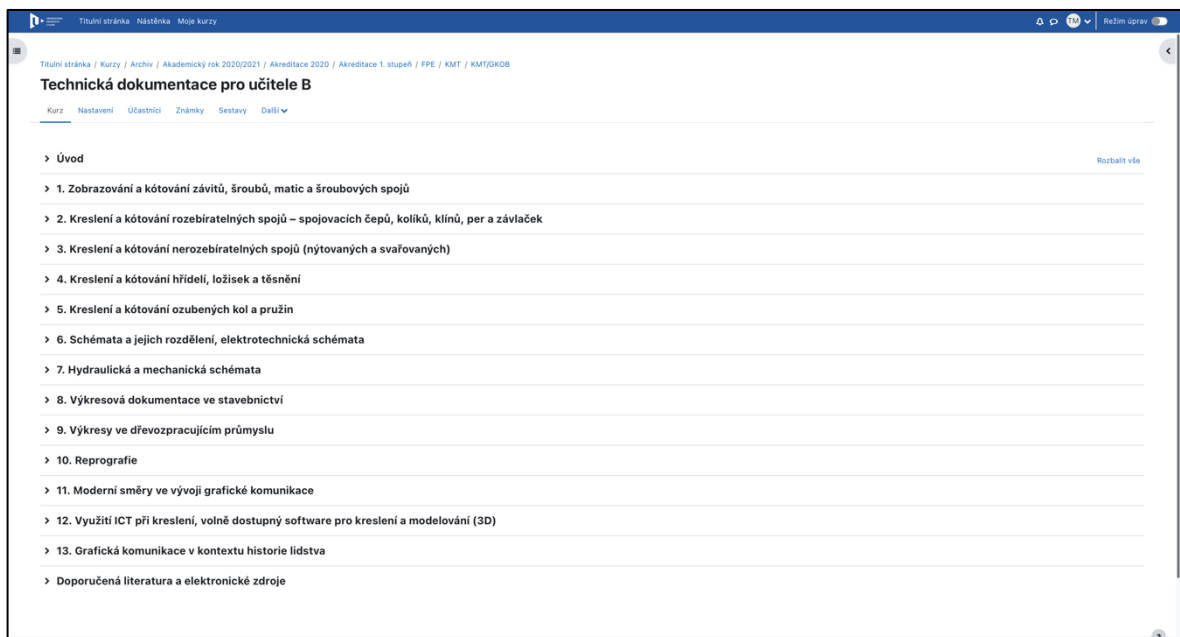 Titulní stránka Nástěnka Moje kurzy TM Režim úprav
Titulní stránka / Kurzy / Archiv / Akademický rok 2020/2021 / Akreditace 2020 / Akreditace 1. stupeň / FPE / KMT / KMT/GKOB
Technická dokumentace pro učitele B
Kurz Nastavení Účastníci Známky Sestavy Další
Úvod Rozbalit vše
1. Zobrazování a kótování závitů, šroubů, matic a šroubových spojů
2. Kreslení a kótování rozebíratelných spojů – spojovacích čepů, kolíků, klínů, per a závlaček
3. Kreslení a kótování nerozebíratelných spojů (nýtovaných a svařovaných)
4. Kreslení a kótování hřídelí, ložisek a těsnění
5. Kreslení a kótování ozubených kol a pružin
6. Schémata a jejich rozdělení, elektrotechnická schémata
7. Hydraulická a mechanická schémata
8. Výkresová dokumentace ve stavebnictví
9. Výkresy ve dřevozpracujícím průmyslu
10. Reprografie
11. Moderní směry ve vývoji grafické komunikace
12. Využití ICT při kreslení, volně dostupný software pro kreslení a modelování (3D)
13. Grafická komunikace v kontextu historie lidstva
Doporučená literatura a elektronické zdroje